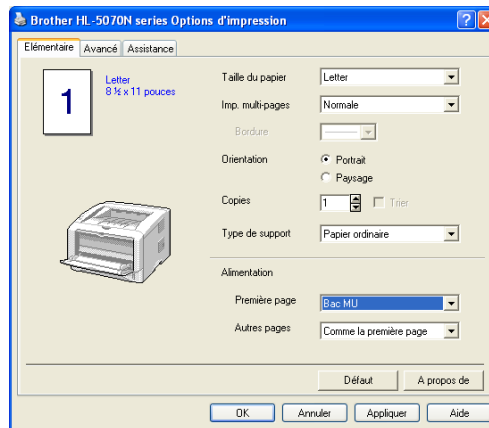 Brother HL-5070N series Options d'impression
Elémentaire Avancé Assistance
1
Letter
8 ½ x 11 pouces
Taille du papier Letter
Imp. multi-pages Normale
Bordure
Orientation Portrait
Paysage
Copies 1 Trier
Type de support Papier ordinaire
Alimentation
Première page Bac MU
Autres pages Comme la première page
Défaut A propos de
OK Annuler Appliquer Aide